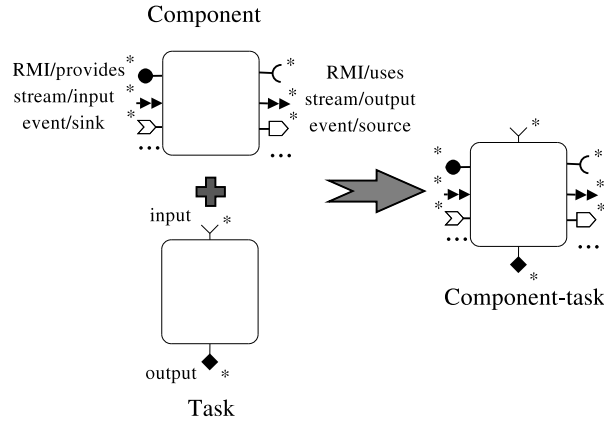 Component
RMI/provides * * RMI/uses
stream/input * * stream/output
event/sink * * event/source
... ...
input *
output *
Task
*
* *
* *
* *
... ...
*
Component-task